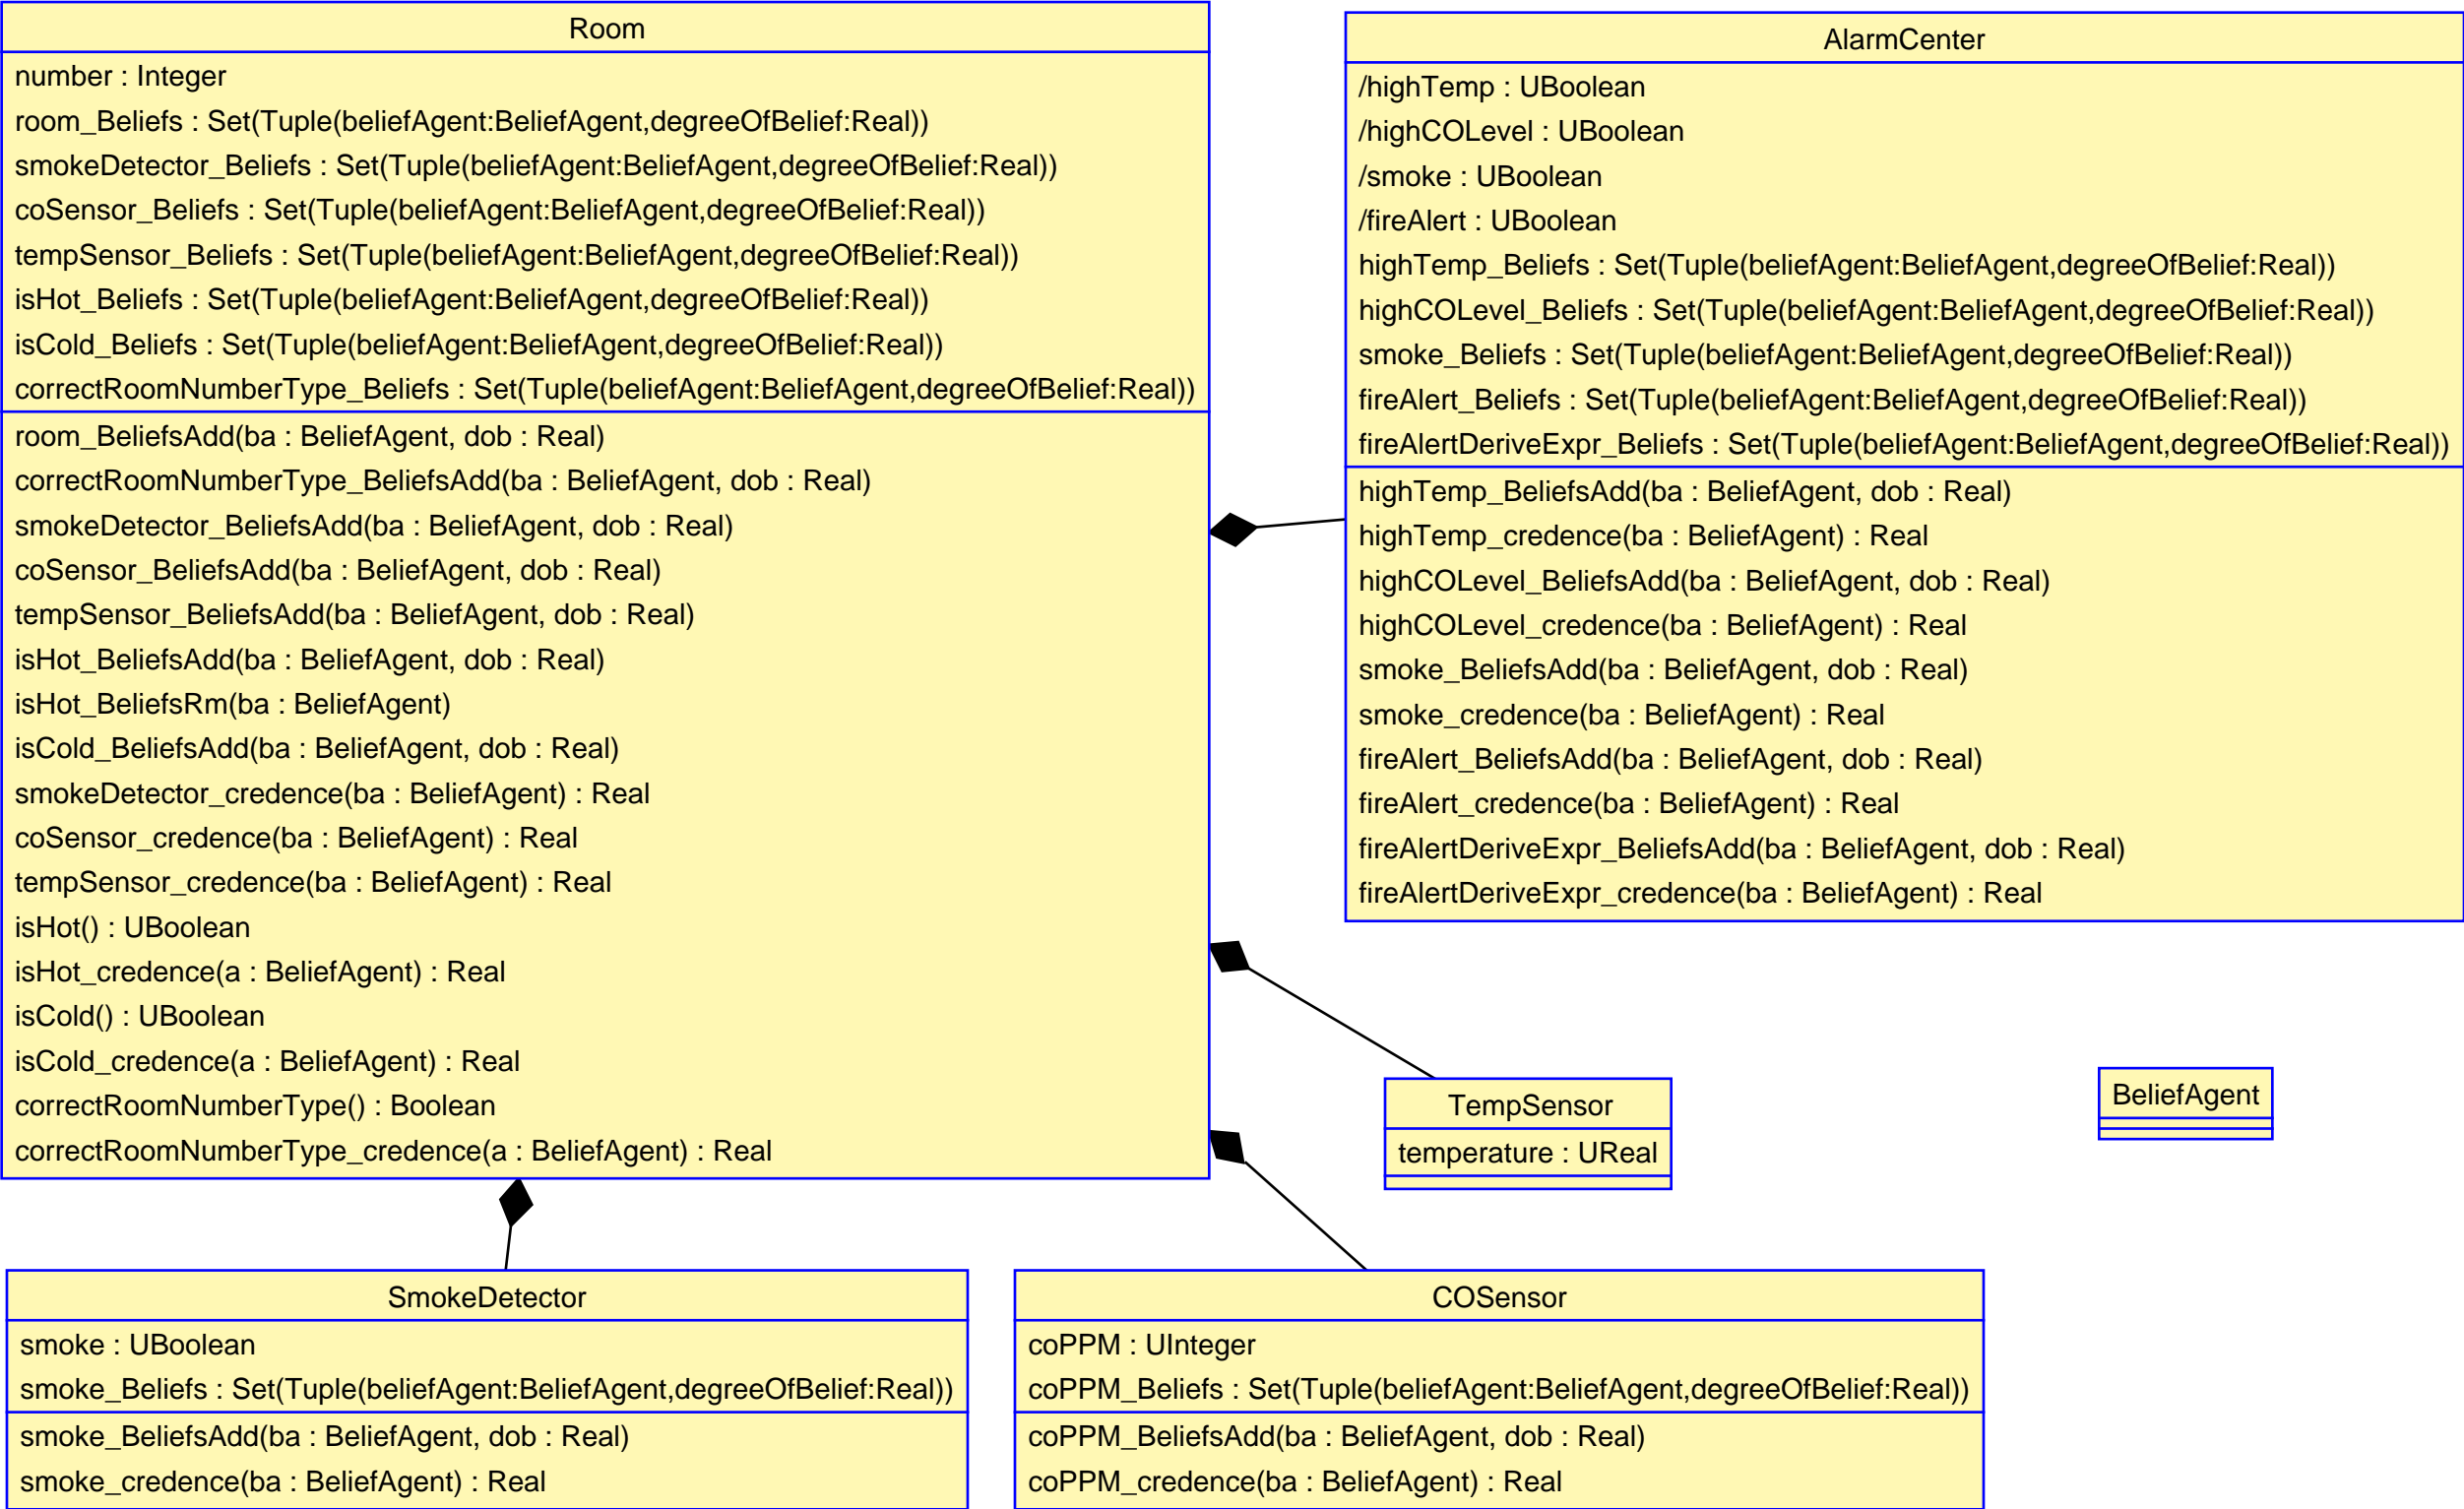 Room
number : Integer
room_Beliefs : Set(Tuple(beliefAgent:BeliefAgent,degreeOfBelief:Real))
smokeDetector_Beliefs : Set(Tuple(beliefAgent:BeliefAgent,degreeOfBelief:Real))
coSensor_Beliefs : Set(Tuple(beliefAgent:BeliefAgent,degreeOfBelief:Real))
tempSensor_Beliefs : Set(Tuple(beliefAgent:BeliefAgent,degreeOfBelief:Real))
isHot_Beliefs : Set(Tuple(beliefAgent:BeliefAgent,degreeOfBelief:Real))
isCold_Beliefs : Set(Tuple(beliefAgent:BeliefAgent,degreeOfBelief:Real))
correctRoomNumberType_Beliefs : Set(Tuple(beliefAgent:BeliefAgent,degreeOfBelief:Real))
room_BeliefsAdd(ba : BeliefAgent, dob : Real)
correctRoomNumberType_BeliefsAdd(ba : BeliefAgent, dob : Real)
smokeDetector_BeliefsAdd(ba : BeliefAgent, dob : Real)
coSensor_BeliefsAdd(ba : BeliefAgent, dob : Real)
tempSensor_BeliefsAdd(ba : BeliefAgent, dob : Real)
isHot_BeliefsAdd(ba : BeliefAgent, dob : Real)
isHot_BeliefsRm(ba : BeliefAgent)
isCold_BeliefsAdd(ba : BeliefAgent, dob : Real)
smokeDetector_credence(ba : BeliefAgent) : Real
coSensor_credence(ba : BeliefAgent) : Real
tempSensor_credence(ba : BeliefAgent) : Real
isHot() : UBoolean
isHot_credence(a : BeliefAgent) : Real
isCold() : UBoolean
isCold_credence(a : BeliefAgent) : Real
correctRoomNumberType() : Boolean
correctRoomNumberType_credence(a : BeliefAgent) : Real
AlarmCenter
/highTemp : UBoolean
/highCOLevel : UBoolean
/smoke : UBoolean
/fireAlert : UBoolean
highTemp_Beliefs : Set(Tuple(beliefAgent:BeliefAgent,degreeOfBelief:Real))
highCOLevel_Beliefs : Set(Tuple(beliefAgent:BeliefAgent,degreeOfBelief:Real))
smoke_Beliefs : Set(Tuple(beliefAgent:BeliefAgent,degreeOfBelief:Real))
fireAlert_Beliefs : Set(Tuple(beliefAgent:BeliefAgent,degreeOfBelief:Real))
fireAlertDeriveExpr_Beliefs : Set(Tuple(beliefAgent:BeliefAgent,degreeOfBelief:Real))
highTemp_BeliefsAdd(ba : BeliefAgent, dob : Real)
highTemp_credence(ba : BeliefAgent) : Real
highCOLevel_BeliefsAdd(ba : BeliefAgent, dob : Real)
highCOLevel_credence(ba : BeliefAgent) : Real
smoke_BeliefsAdd(ba : BeliefAgent, dob : Real)
smoke_credence(ba : BeliefAgent) : Real
fireAlert_BeliefsAdd(ba : BeliefAgent, dob : Real)
fireAlert_credence(ba : BeliefAgent) : Real
fireAlertDeriveExpr_BeliefsAdd(ba : BeliefAgent, dob : Real)
fireAlertDeriveExpr_credence(ba : BeliefAgent) : Real
TempSensor
temperature : UReal
BeliefAgent
SmokeDetector
smoke : UBoolean
smoke_Beliefs : Set(Tuple(beliefAgent:BeliefAgent,degreeOfBelief:Real))
smoke_BeliefsAdd(ba : BeliefAgent, dob : Real)
smoke_credence(ba : BeliefAgent) : Real
COSensor
coPPM : UInteger
coPPM_Beliefs : Set(Tuple(beliefAgent:BeliefAgent,degreeOfBelief:Real))
coPPM_BeliefsAdd(ba : BeliefAgent, dob : Real)
coPPM_credence(ba : BeliefAgent) : Real